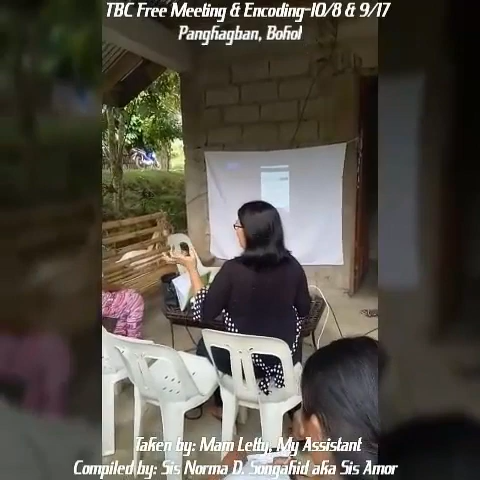 TBC Free Meeting & Encoding-10/8 & 9/17
Panghagban, Bohol
Taken by: Mam Letty, My Assistant
Compiled by: Sis Norma D. Songahid aka Sis Amor